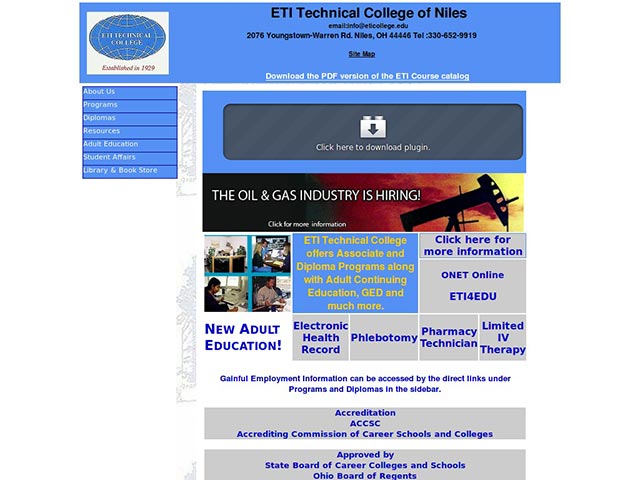 ETI TECHNICAL
COLLEGE
Established in 1929
ETI Technical College of Niles
email:info@eticollege.edu
2076 Youngstown-Warren Rd. Niles, OH 44446 Tel :330-652-9919
Site Map
Download the PDF version of the ETI Course catalog
About Us
Programs
Diplomas
Resources
Adult Education
Student Affairs
Library & Book Store
Click here to download plugin.
THE OIL & GAS INDUSTRY IS HIRING!
Click for more information
ETI Technical College
offers Associate and
Diploma Programs along
with Adult Continuing
Education, GED and
much more.
Click here for
more information
ONET Online
ETI4EDU
NEW ADULT
EDUCATION!
Electronic
Health
Record
Phlebotomy
Pharmacy
Technician
Limited
IV
Therapy
Gainful Employment Information can be accessed by the direct links under
Programs and Diplomas in the sidebar.
Accreditation
ACCSC
Accrediting Commission of Career Schools and Colleges
Approved by
State Board of Career Colleges and Schools
Ohio Board of Regents